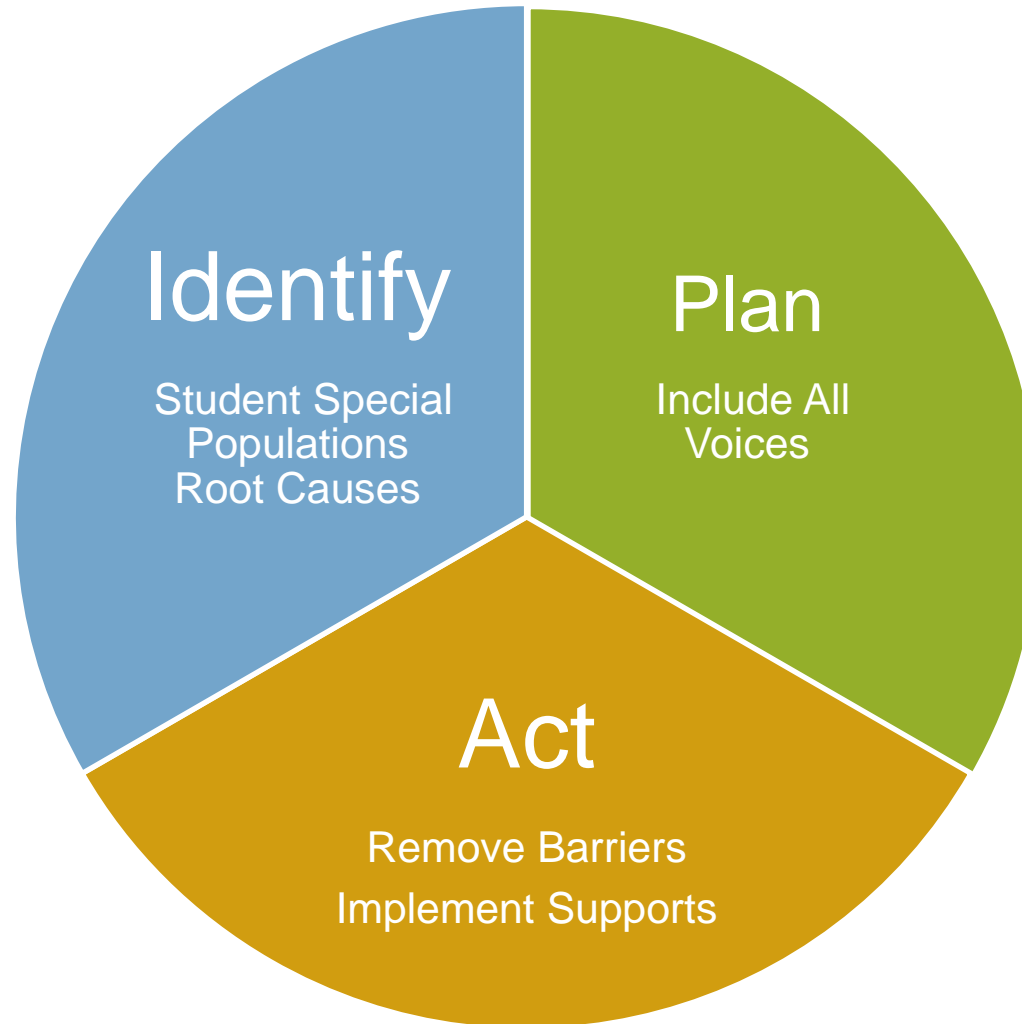 Identify
Student Special
Populations
Root Causes
Plan
Include All
Voices
Act
Remove Barriers
Implement Supports